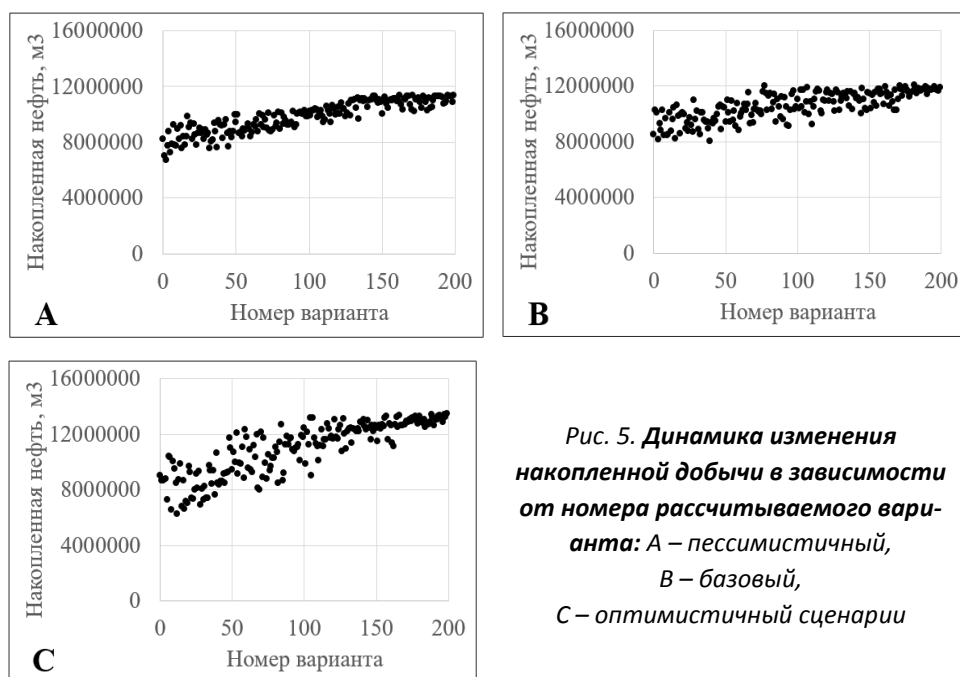 16000000
12000000
8000000
4000000
0
0 50 100 150 200
Накопленная нефть, м3
Номер варианта
A
16000000
12000000
8000000
4000000
0
0 50 100 150 200
Накопленная нефть, м3
Номер варианта
B
16000000
12000000
8000000
4000000
0
0 50 100 150 200
Накопленная нефть, м3
Номер варианта
C
Рис. 5. Динамика изменения
накопленной добычи в зависимости
от номера рассчитываемого вари-
анта: А – пессимистичный,
В – базовый,
С – оптимистичный сценарии